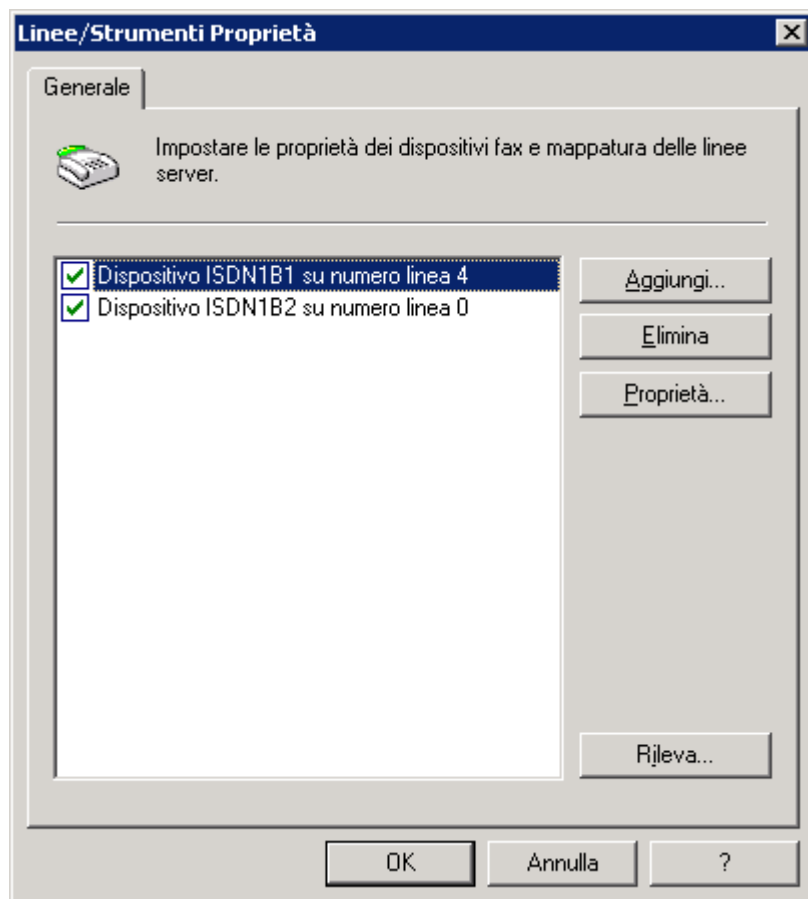 Linee/Strumenti Proprietà
Generale
Impostare le proprietà dei dispositivi fax e mappatura delle linee
server.
Dispositivo ISDN1B1 su numero linea 4
Dispositivo ISDN1B2 su numero linea 0
Aggiungi...
Elimina
Proprietà...
Rileva...
OK
Annulla
?